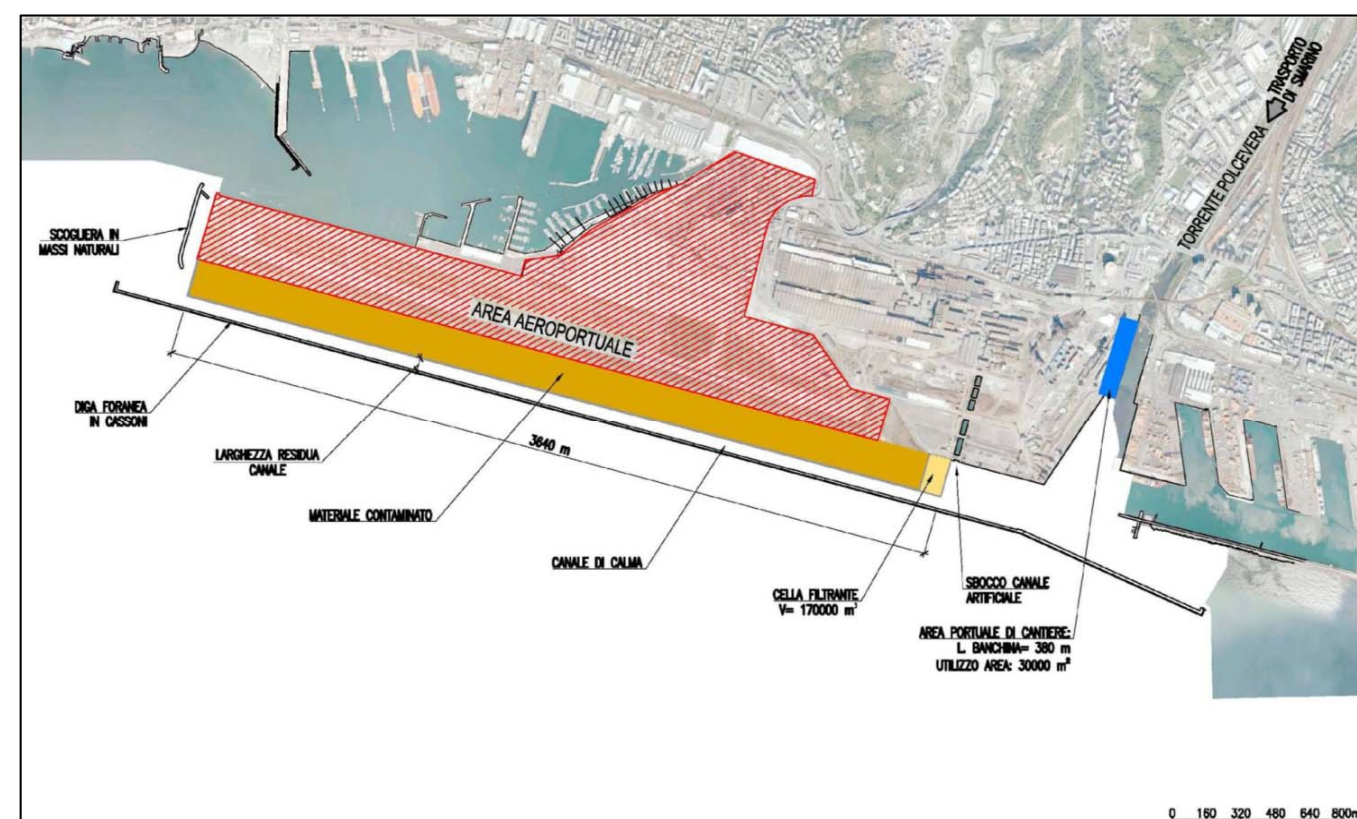 TRASPORTO
DI SMARINO
TORRENTE POLCEVERA
SCOGLIERA IN
MASSI NATURALI
AREA AEROPORTUALE
DIGA FORANEA
IN CASSONI
LARGHEZZA RESIDUA
CANALE
3640 m
MATERIALE CONTAMINATO
CANALE DI CALMA
CELLA FILTRANTE
V= 170000 m³
SBOCCO CANALE
ARTIFICIALE
AREA PORTUALE DI CANTIERE:
L. BANCHINA= 380 m
UTILIZZO AREA: 30000 m²
0 160 320 480 640 800m